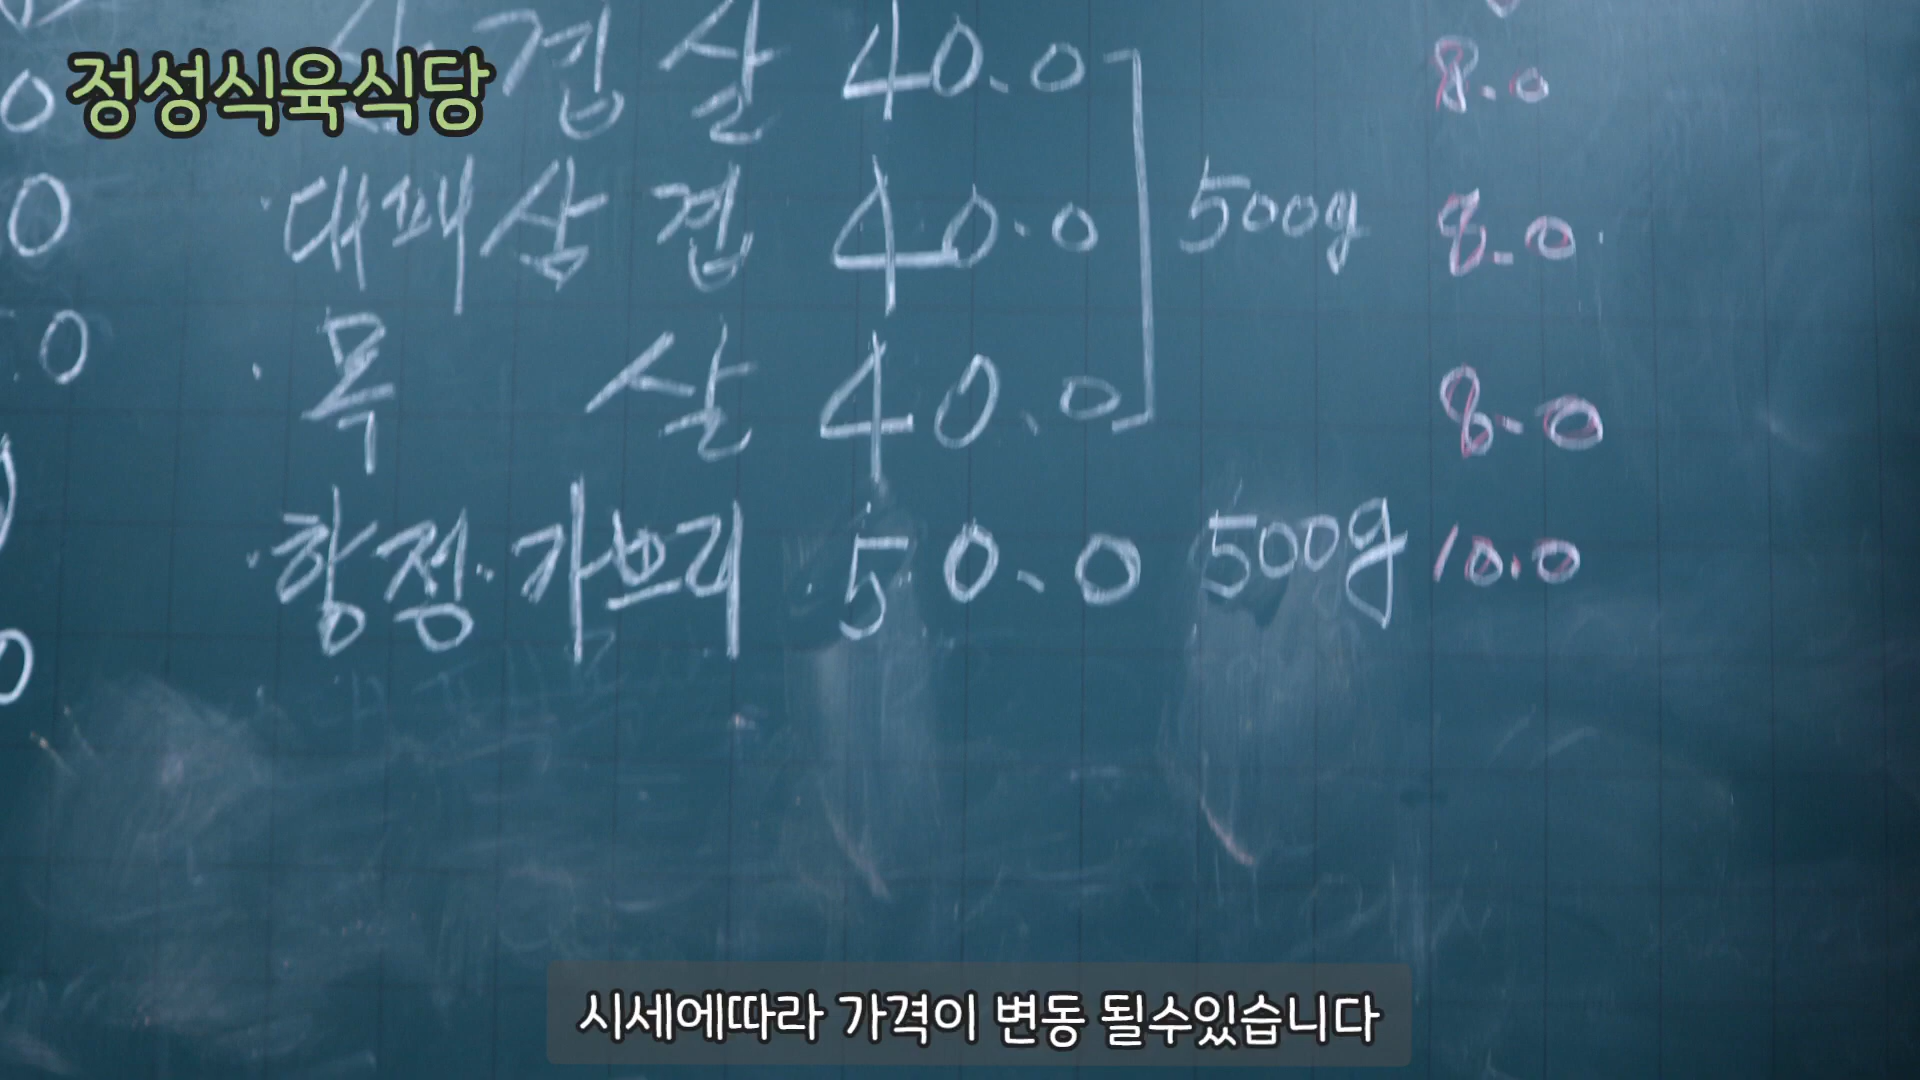 정성식육식당
삼겹살 40.0 8.0
대패삼겹 40.0 500g 8.0
목살 40.0 8.0
항정·가브리 50.0 500g 10.0
시세에따라 가격이 변동 될수있습니다